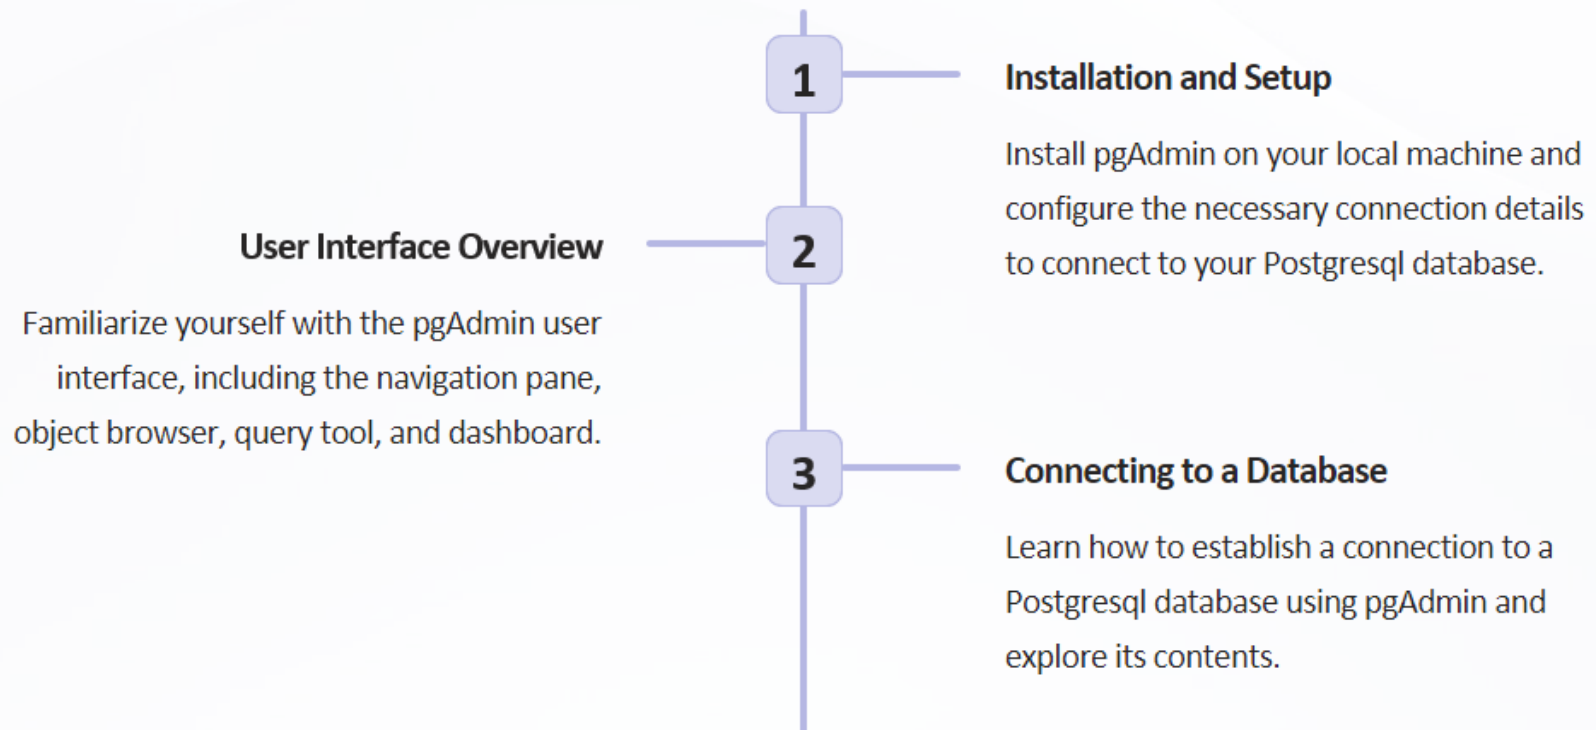 1
Installation and Setup
Install pgAdmin on your local machine and
configure the necessary connection details
to connect to your Postgresql database.
2
User Interface Overview
Familiarize yourself with the pgAdmin user
interface, including the navigation pane,
object browser, query tool, and dashboard.
3
Connecting to a Database
Learn how to establish a connection to a
Postgresql database using pgAdmin and
explore its contents.